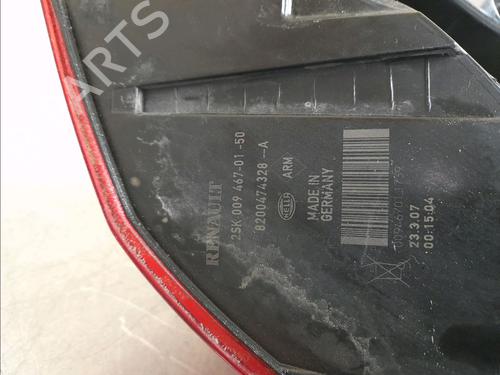 RENAULT
2SK 009 467-01 -50
8200474328 --A
HELLA
ARM
MADE IN
GERMANY
23.3.07
00:15:04
ARTS